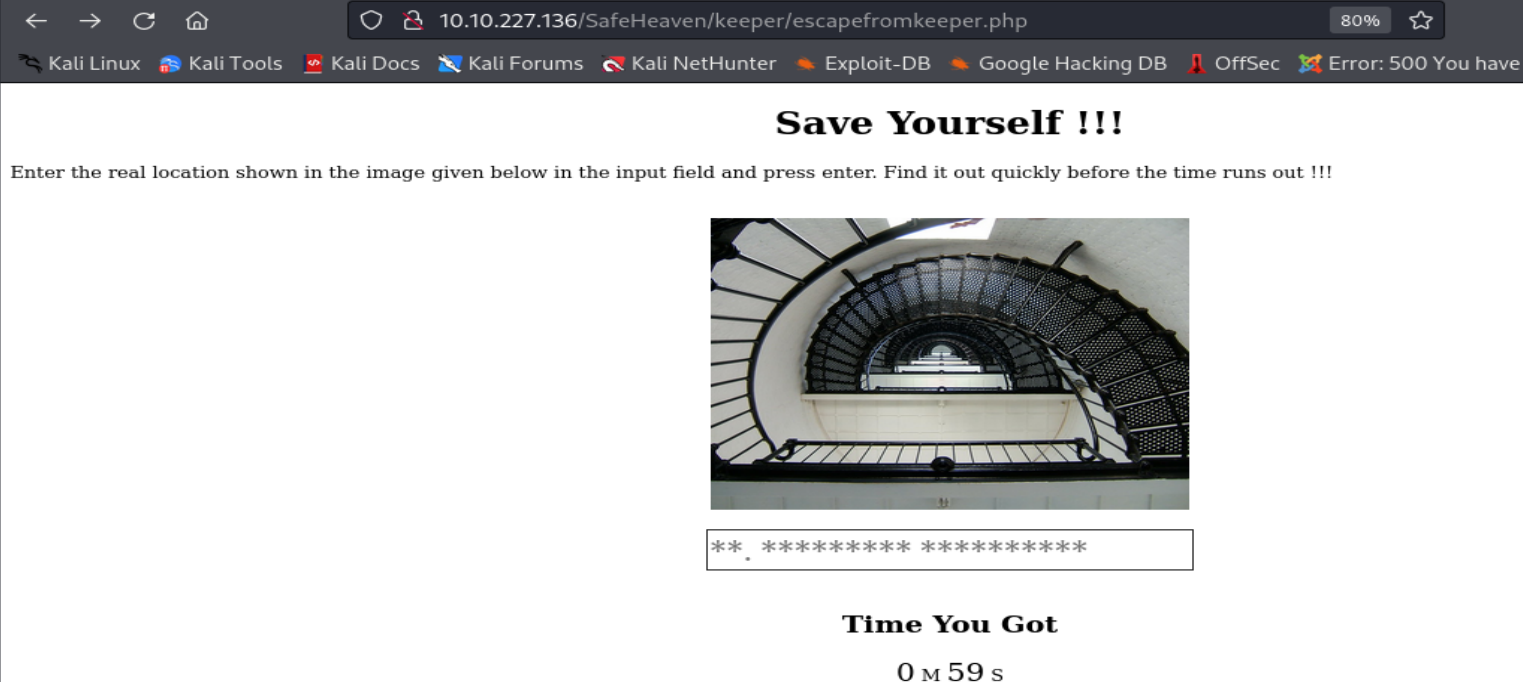 10.10.227.136/SafeHeaven/keeper/escapefromkeeper.php 80%
Kali Linux Kali Tools Kali Docs Kali Forums Kali NetHunter Exploit-DB Google Hacking DB OffSec Error: 500 You have
Save Yourself !!!
Enter the real location shown in the image given below in the input field and press enter. Find it out quickly before the time runs out !!!
**. ********* **********
Time You Got
0 M 59 S